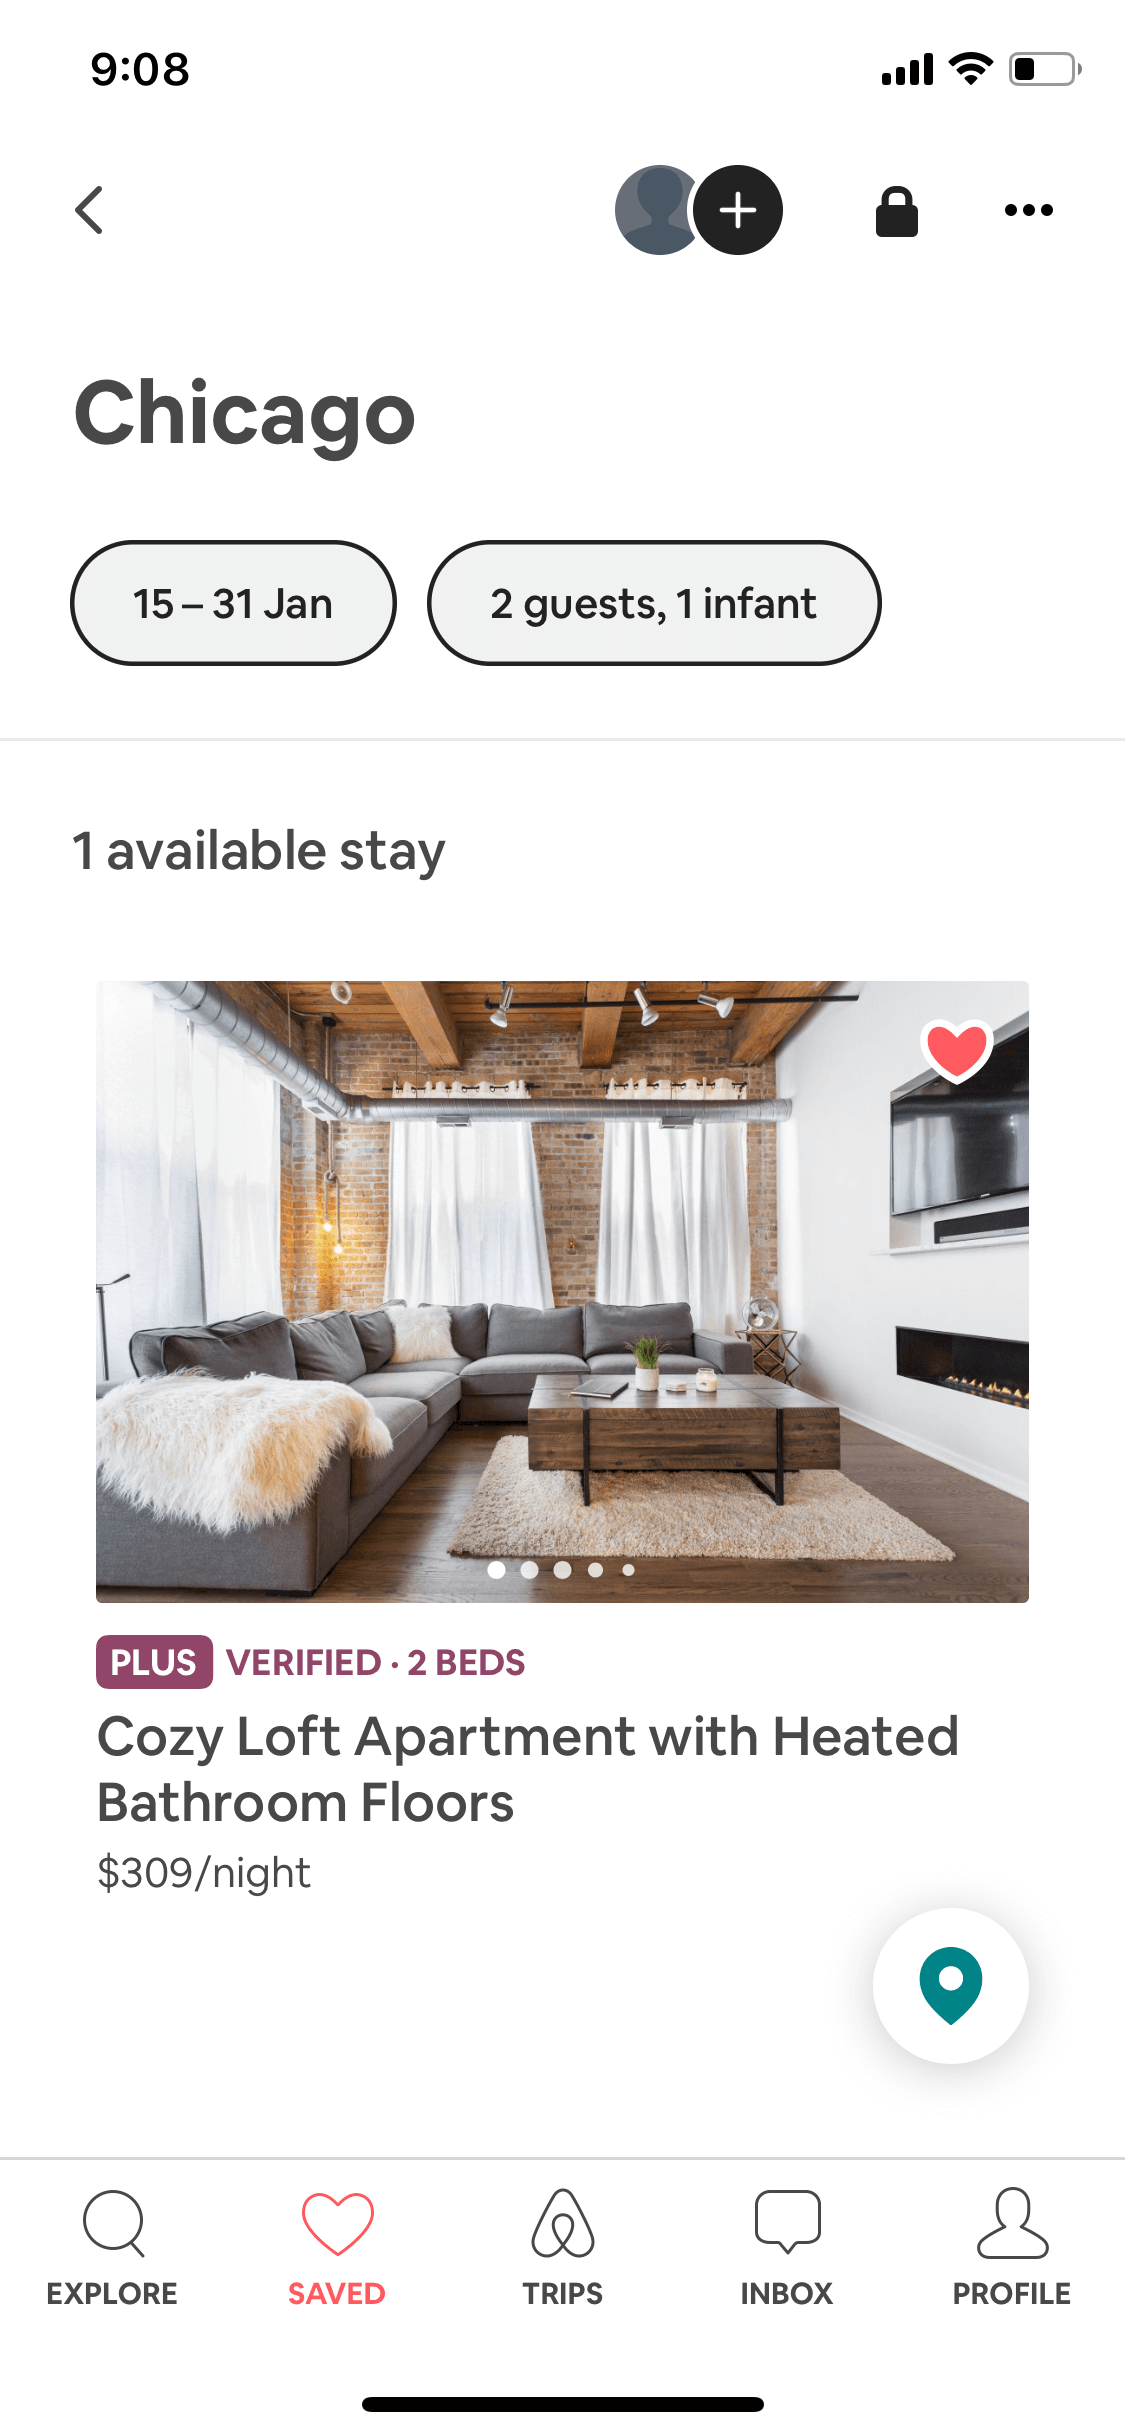 9:08
Chicago
15 – 31 Jan
2 guests, 1 infant
1 available stay
PLUS VERIFIED · 2 BEDS
Cozy Loft Apartment with Heated
Bathroom Floors
$309/night
EXPLORE
SAVED
TRIPS
INBOX
PROFILE